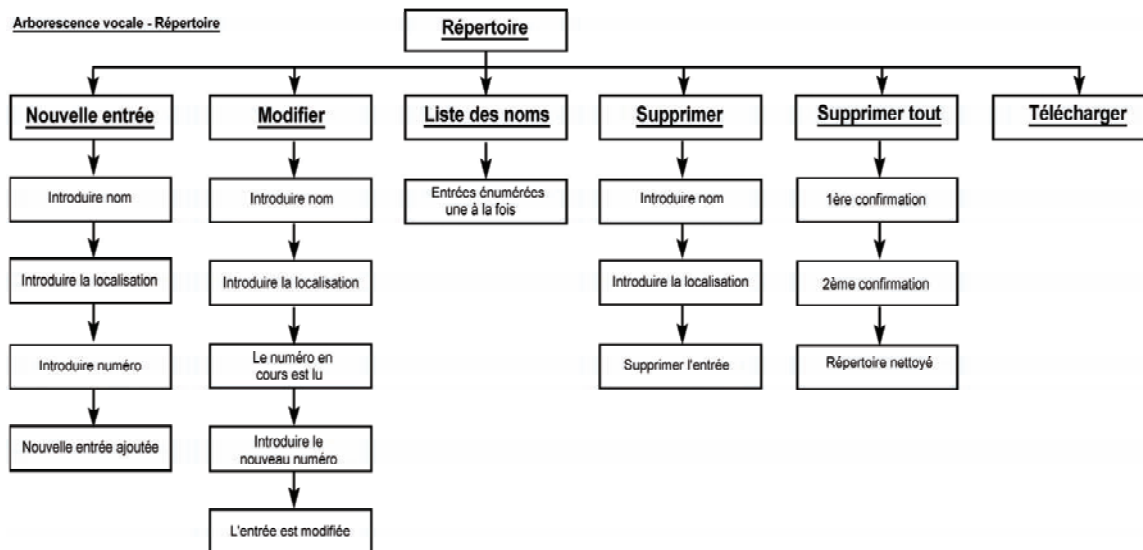 Arborescence vocale - Répertoire
Répertoire
Nouvelle entrée
Modifier
Liste des noms
Supprimer
Supprimer tout
Télécharger
Introduire nom
Introduire nom
Entrées énumérées
une à la fois
Introduire nom
1ère confirmation
Introduire la localisation
Introduire la localisation
Introduire la localisation
2ème confirmation
Introduire numéro
Le numéro en
cours est lu
Supprimer l'entrée
Répertoire nettoyé
Nouvelle entrée ajoutée
Introduire le
nouveau numéro
L'entrée est modifiée